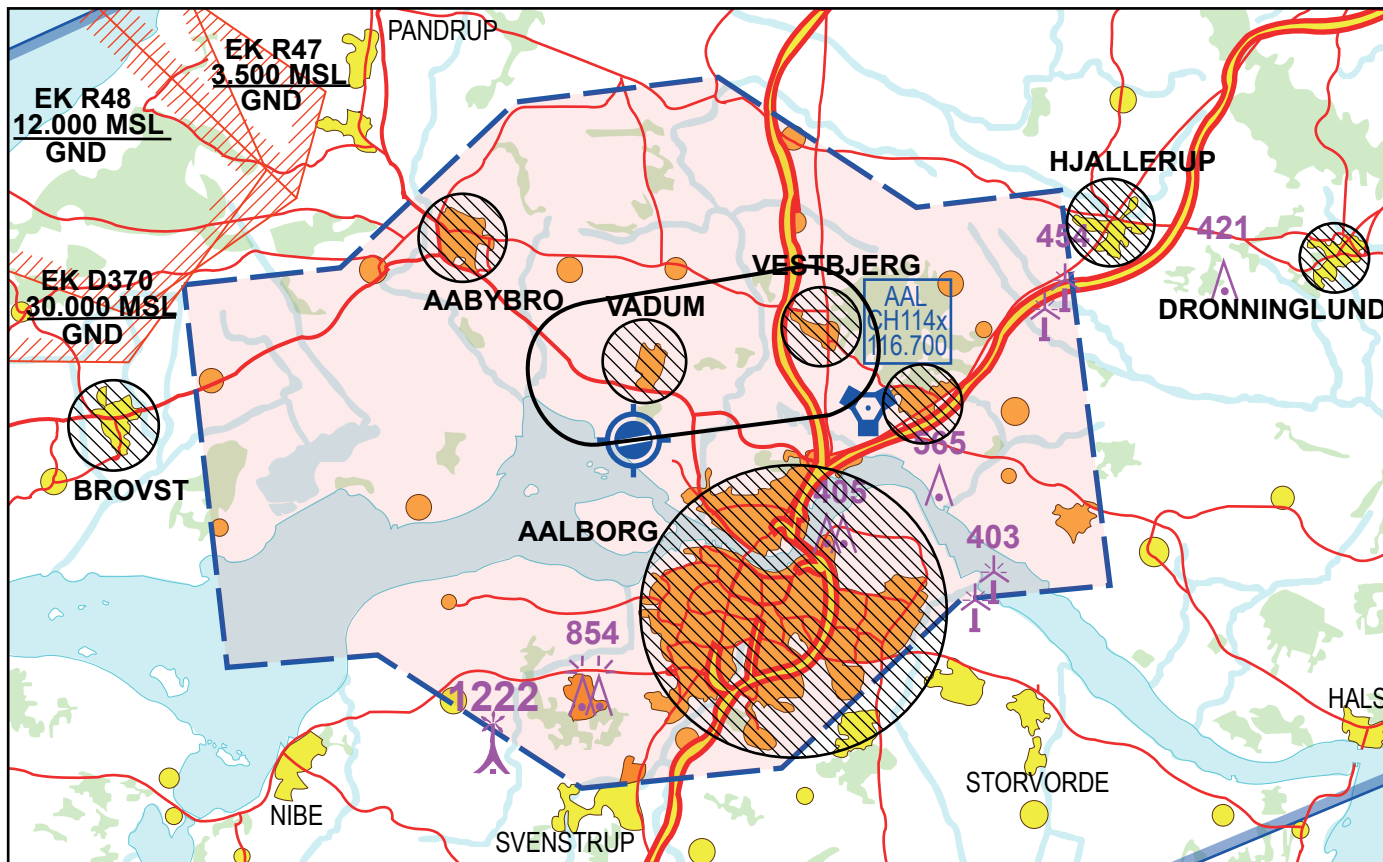 PANDRUP
EK R47
3.500 MSL
GND
EK R48
12.000 MSL
GND
HJALLERUP
454
421
EK D370
30.000 MSL
GND
AABYBRO
VADUM
VESTBJERG
AAL
CH114x
116.700
DRONNINGLUND
BROVST
565
405
AALBORG
403
854
1222
HALS
NIBE
SVENSTRUP
STORVORDE